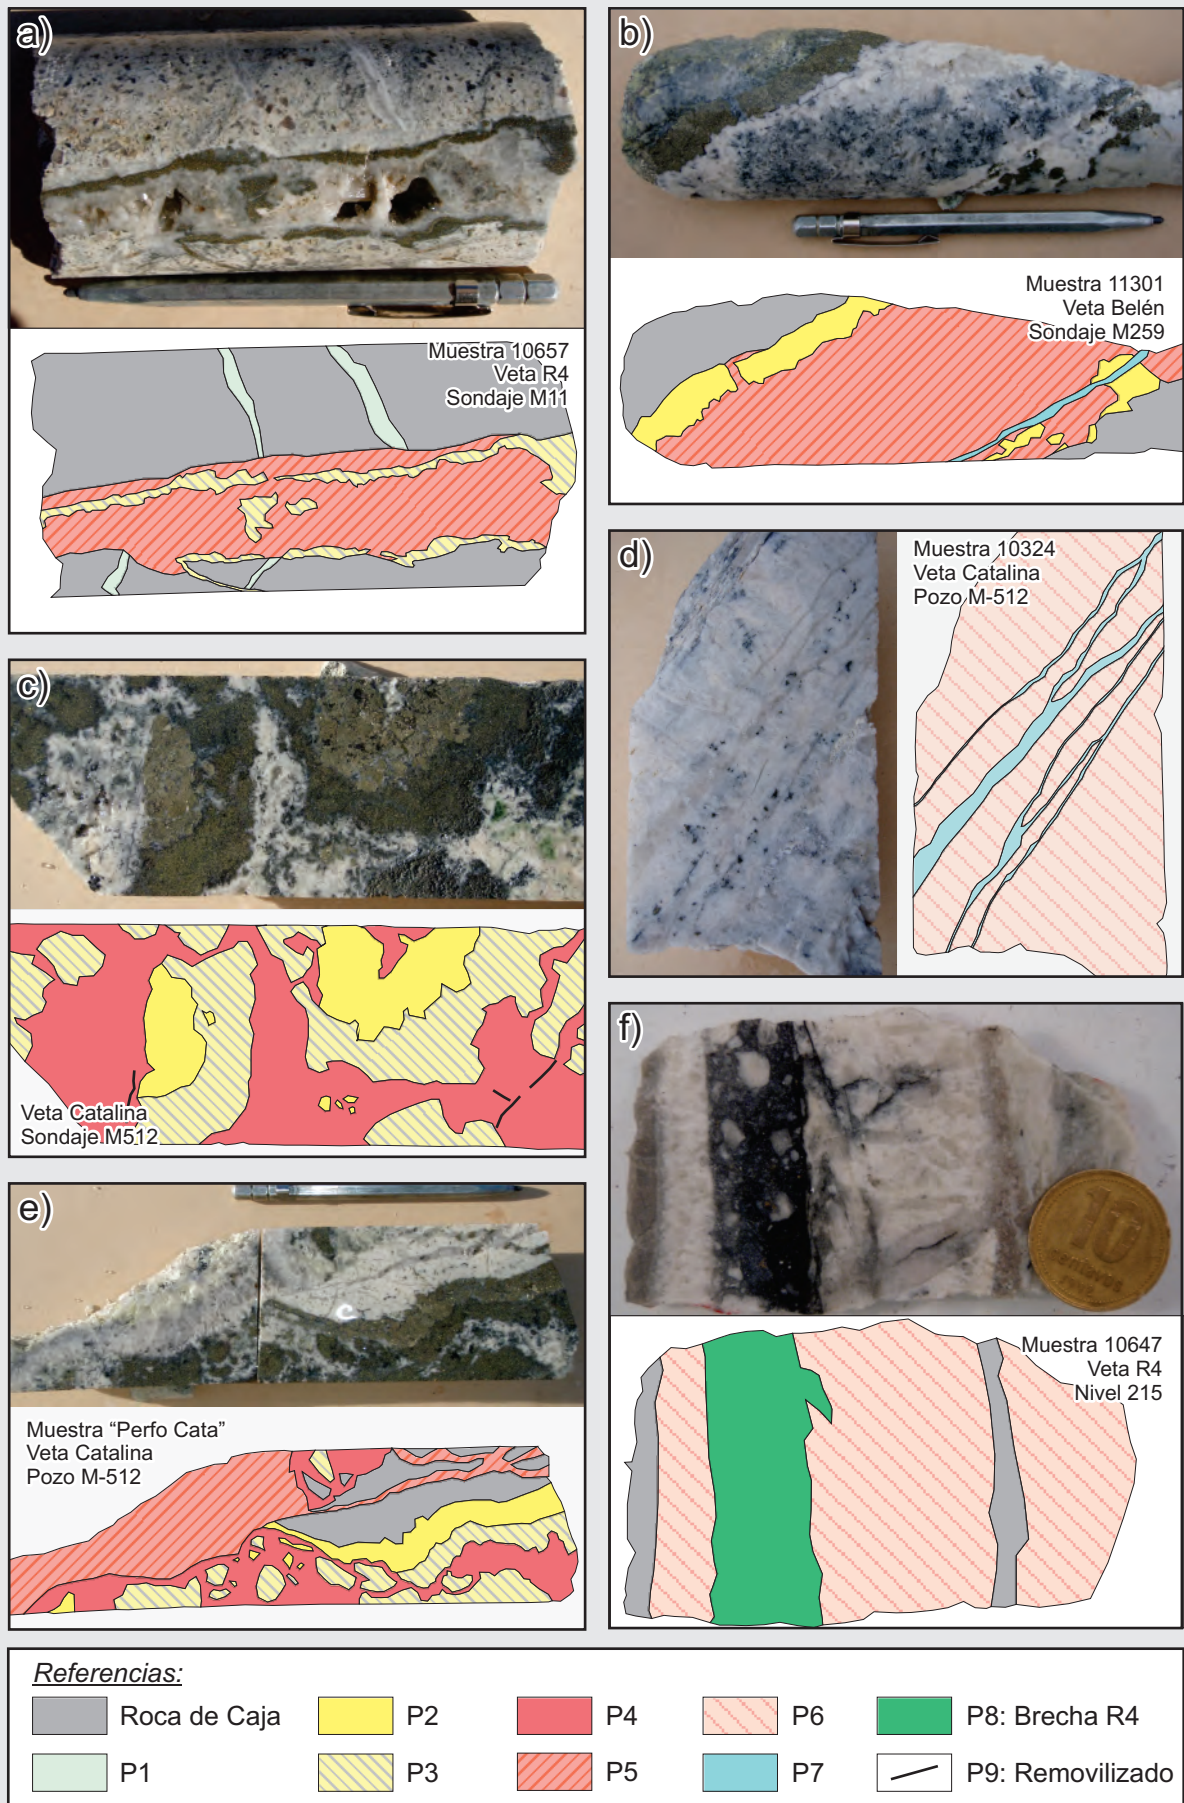 a)
Muestra 10657
Veta R4
Sondaje M11
b)
Muestra 11301
Veta Belén
Sondaje M259
c)
Veta Catalina
Sondaje M512
d)
Muestra 10324
Veta Catalina
Pozo M-512
e)
Muestra “Perfo Cata”
Veta Catalina
Pozo M-512
f)
10
centavos
Muestra 10647
Veta R4
Nivel 215
Referencias:
Roca de Caja
P2
P4
P6
P8: Brecha R4
P1
P3
P5
P7
P9: Removilizado